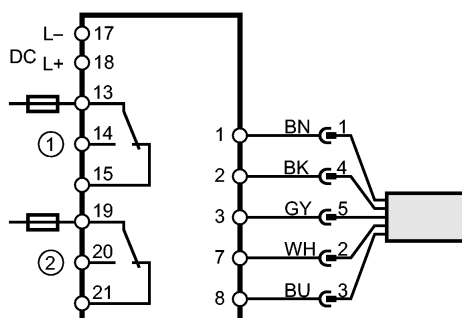 L– 17
DC L+ 18
13
1 14
15
19
2 20
21
1 BN 1
2 BK 4
3 GY 5
7 WH 2
8 BU 3